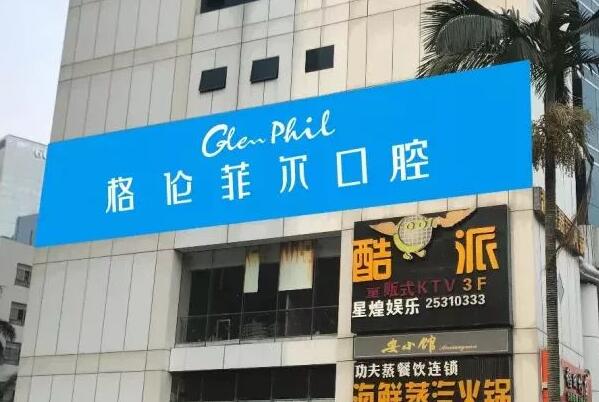 Glen Phil
格伦菲尔口腔
酷派
量贩式KTV 3F
星煌娱乐 25310333
功夫蒸餐饮连锁
海鲜蒸汽火锅